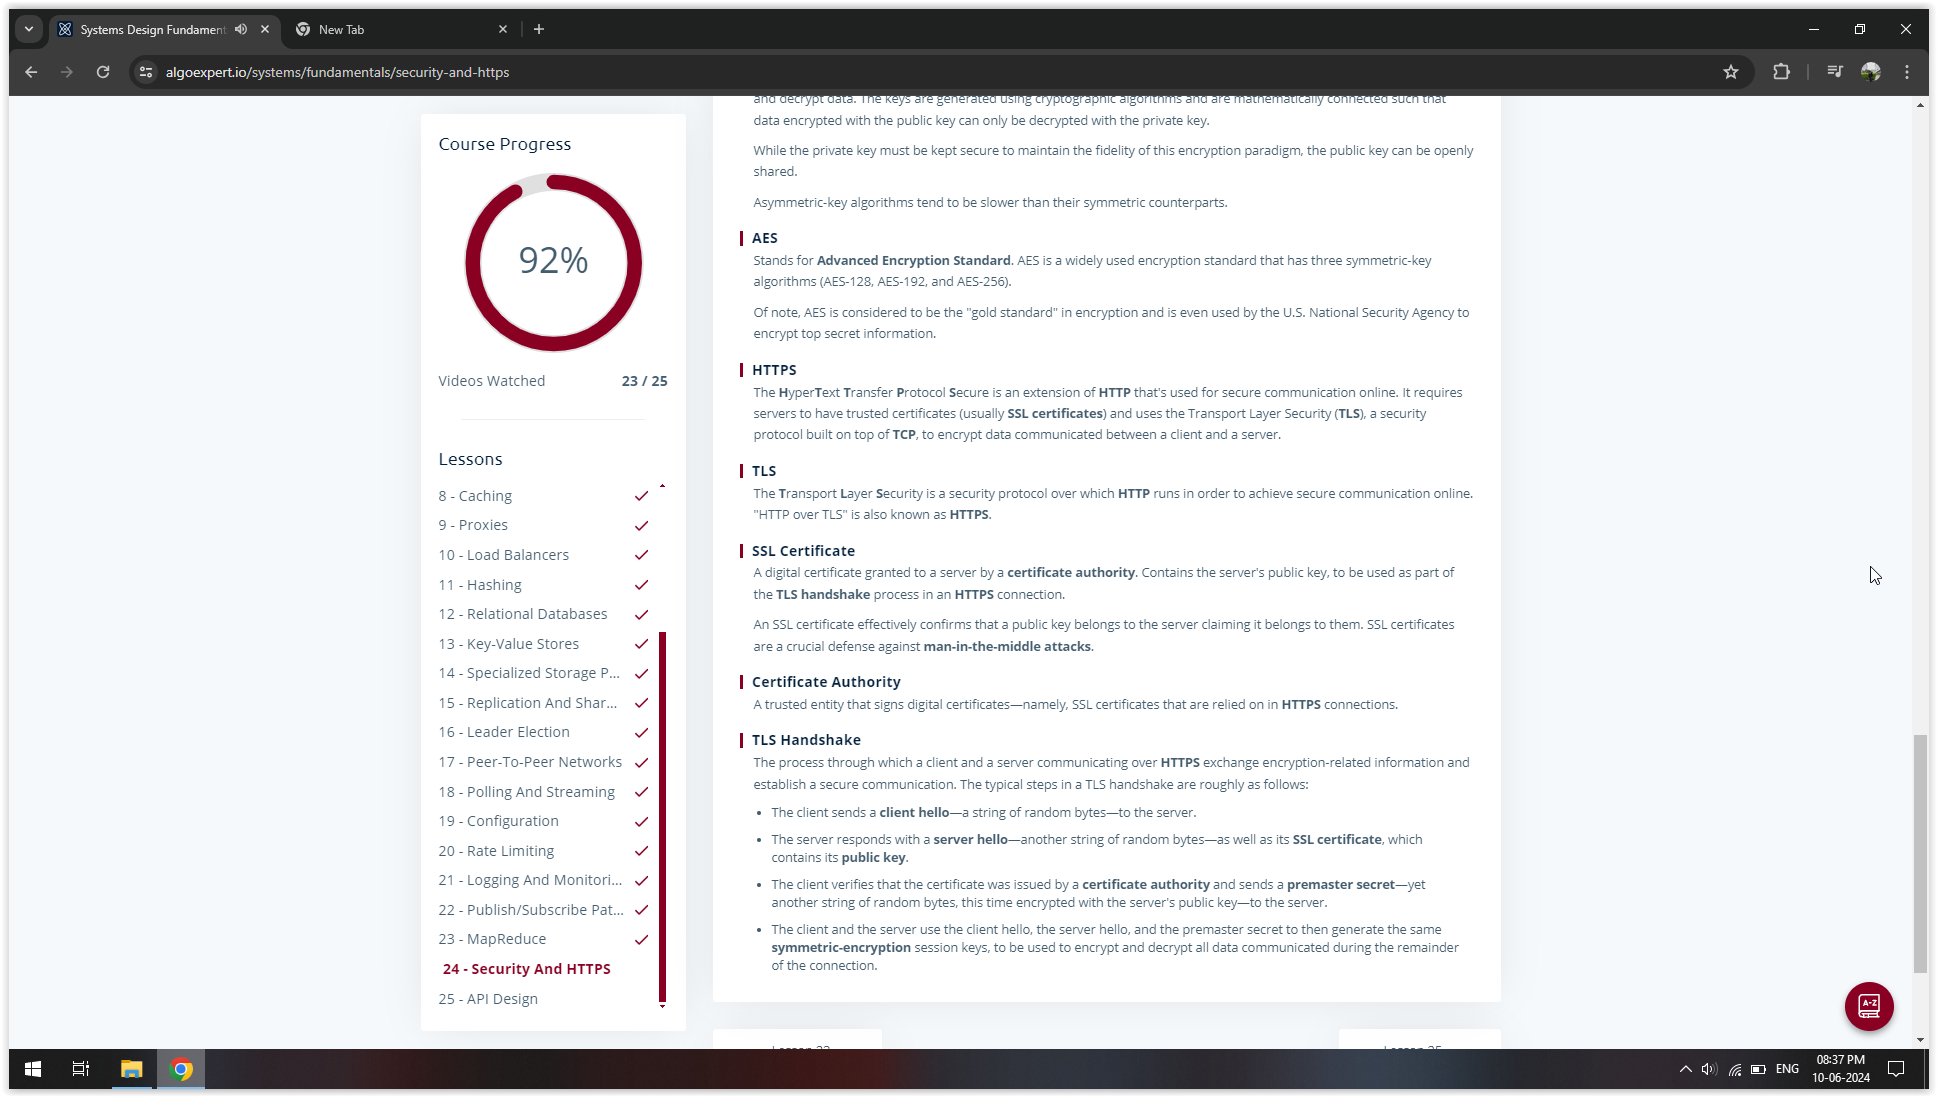 Systems Design Fundament
New Tab
algoexpert.io/systems/fundamentals/security-and-https
Course Progress
92%
Videos Watched 23 / 25
Lessons
8 - Caching
9 - Proxies
10 - Load Balancers
11 - Hashing
12 - Relational Databases
13 - Key-Value Stores
14 - Specialized Storage P...
15 - Replication And Shar...
16 - Leader Election
17 - Peer-To-Peer Networks
18 - Polling And Streaming
19 - Configuration
20 - Rate Limiting
21 - Logging And Monitori...
22 - Publish/Subscribe Pat...
23 - MapReduce
24 - Security And HTTPS
25 - API Design
and decrypt data. The keys are generated using cryptographic algorithms and are mathematically connected such that
data encrypted with the public key can only be decrypted with the private key.
While the private key must be kept secure to maintain the fidelity of this encryption paradigm, the public key can be openly
shared.
Asymmetric-key algorithms tend to be slower than their symmetric counterparts.
AES
Stands for Advanced Encryption Standard. AES is a widely used encryption standard that has three symmetric-key
algorithms (AES-128, AES-192, and AES-256).
Of note, AES is considered to be the "gold standard" in encryption and is even used by the U.S. National Security Agency to
encrypt top secret information.
HTTPS
The HyperText Transfer Protocol Secure is an extension of HTTP that's used for secure communication online. It requires
servers to have trusted certificates (usually SSL certificates) and uses the Transport Layer Security (TLS), a security
protocol built on top of TCP, to encrypt data communicated between a client and a server.
TLS
The Transport Layer Security is a security protocol over which HTTP runs in order to achieve secure communication online.
"HTTP over TLS" is also known as HTTPS.
SSL Certificate
A digital certificate granted to a server by a certificate authority. Contains the server's public key, to be used as part of
the TLS handshake process in an HTTPS connection.
An SSL certificate effectively confirms that a public key belongs to the server claiming it belongs to them. SSL certificates
are a crucial defense against man-in-the-middle attacks.
Certificate Authority
A trusted entity that signs digital certificates—namely, SSL certificates that are relied on in HTTPS connections.
TLS Handshake
The process through which a client and a server communicating over HTTPS exchange encryption-related information and
establish a secure communication. The typical steps in a TLS handshake are roughly as follows:
• The client sends a client hello—a string of random bytes—to the server.
• The server responds with a server hello—another string of random bytes—as well as its SSL certificate, which
contains its public key.
• The client verifies that the certificate was issued by a certificate authority and sends a premaster secret—yet
another string of random bytes, this time encrypted with the server's public key—to the server.
• The client and the server use the client hello, the server hello, and the premaster secret to then generate the same
symmetric-encryption session keys, to be used to encrypt and decrypt all data communicated during the remainder
of the connection.
A-Z
Lesson 23
Lesson 25
ENG
08:37 PM
10-06-2024